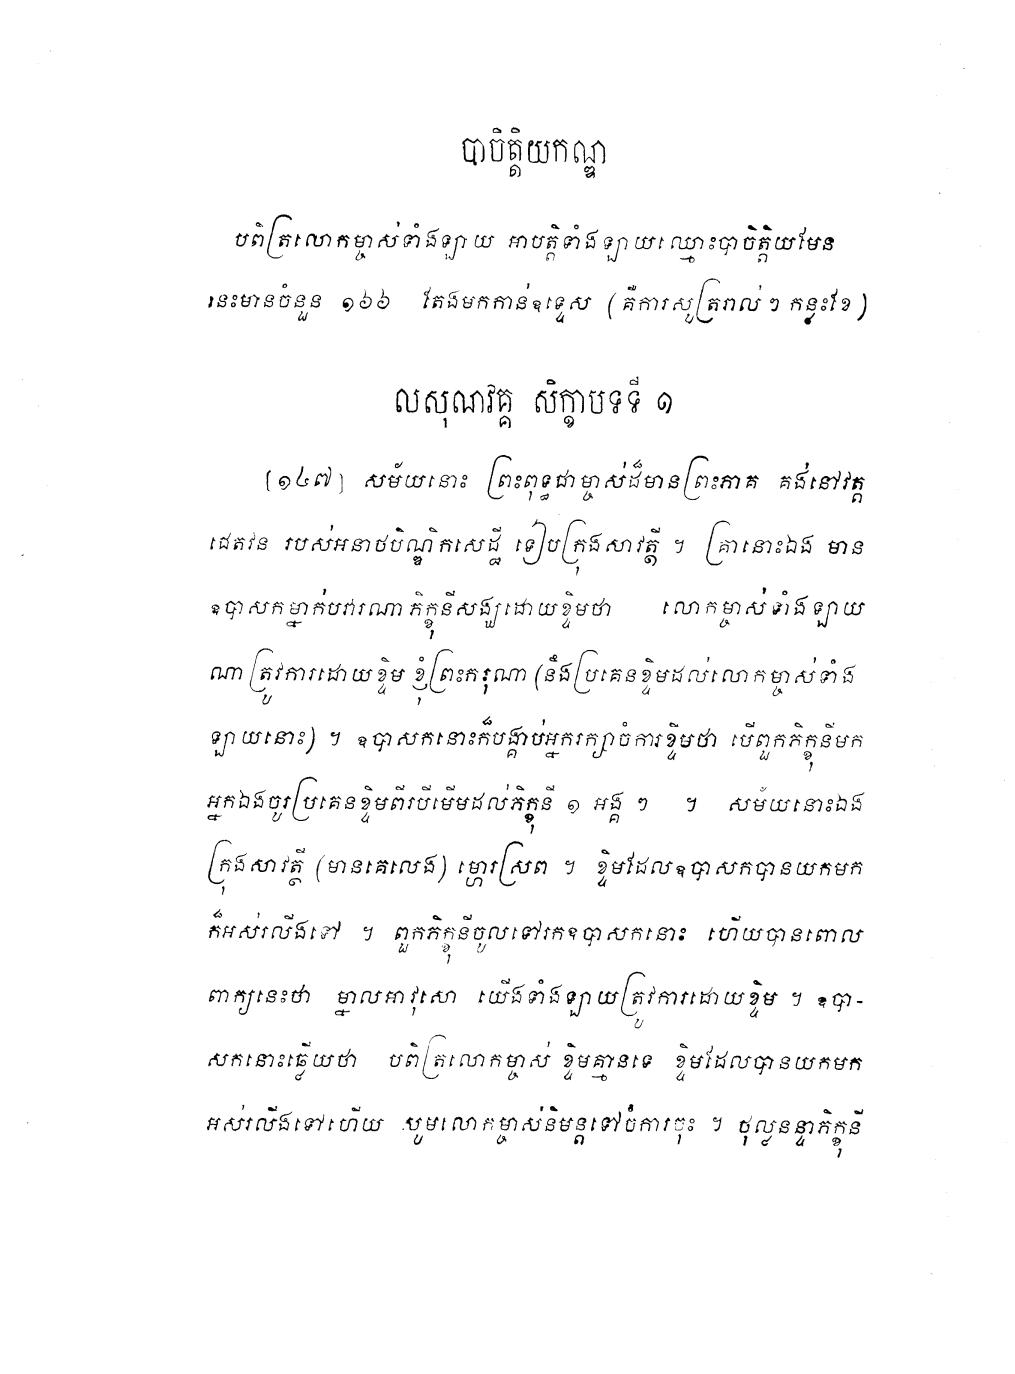 បាចិត្តិយកណ្ឌ
បពិត្រលោកម្ចាស់ទាំងឡាយ អាបត្តិទាំងឡាយឈ្មោះបាចិត្តិយមែន
នេះមានចំនួន ១៦៦ តែងមកកាន់ឧទ្ទេស (គឺការសូត្ររាល់ៗ កន្លះខែ)
លសុណវគ្គ សិក្ខាបទទី ១
[១៤៧] សម័យនោះ ព្រះពុទ្ធជាម្ចាស់ដ៏មានព្រះភាគ គង់នៅវត្ត
ជេតវន របស់អនាថបិណ្ឌិកសេដ្ឋី ទៀបក្រុងសាវត្ថី ។ គ្រានោះឯង មាន
ឧបាសកម្នាក់បវារណាភិក្ខុនីសង្ឃដោយខ្ទឹមថា លោកម្ចាស់ទាំងឡាយ
ណាត្រូវការដោយខ្ទឹម ខ្ញុំព្រះករុណា (នឹងប្រគេនខ្ទឹមដល់លោកម្ចាស់ទាំង
ឡាយនោះ) ។ ឧបាសកនោះក៏បង្គាប់អ្នករក្សាចំការខ្ទឹមថា បើពួកភិក្ខុនីមក
អ្នកឯងចូរប្រគេនខ្ទឹមពីរបីមើមដល់ភិក្ខុនី ១ អង្គ ៗ ។ សម័យនោះឯង
ក្រុងសាវត្ថី (មានគេលេង) ម្ហោរស្រព ។ ខ្ទឹមដែលឧបាសកបានយកមក
ក៏អស់រលីងទៅ ។ ពួកភិក្ខុនីចូលទៅរកឧបាសកនោះ ហើយបានពោល
ពាក្យនេះថា ម្នាលអាវុសោ យើងទាំងឡាយត្រូវការដោយខ្ទឹម ។ ឧបា-
សកនោះឆ្លើយថា បពិត្រលោកម្ចាស់ ខ្ទឹមគ្មានទេ ខ្ទឹមដែលបានយកមក
អស់រលីងទៅហើយ សូមលោកម្ចាស់និមន្តទៅចំការចុះ ។ ថុល្លនន្ទាភិក្ខុនី